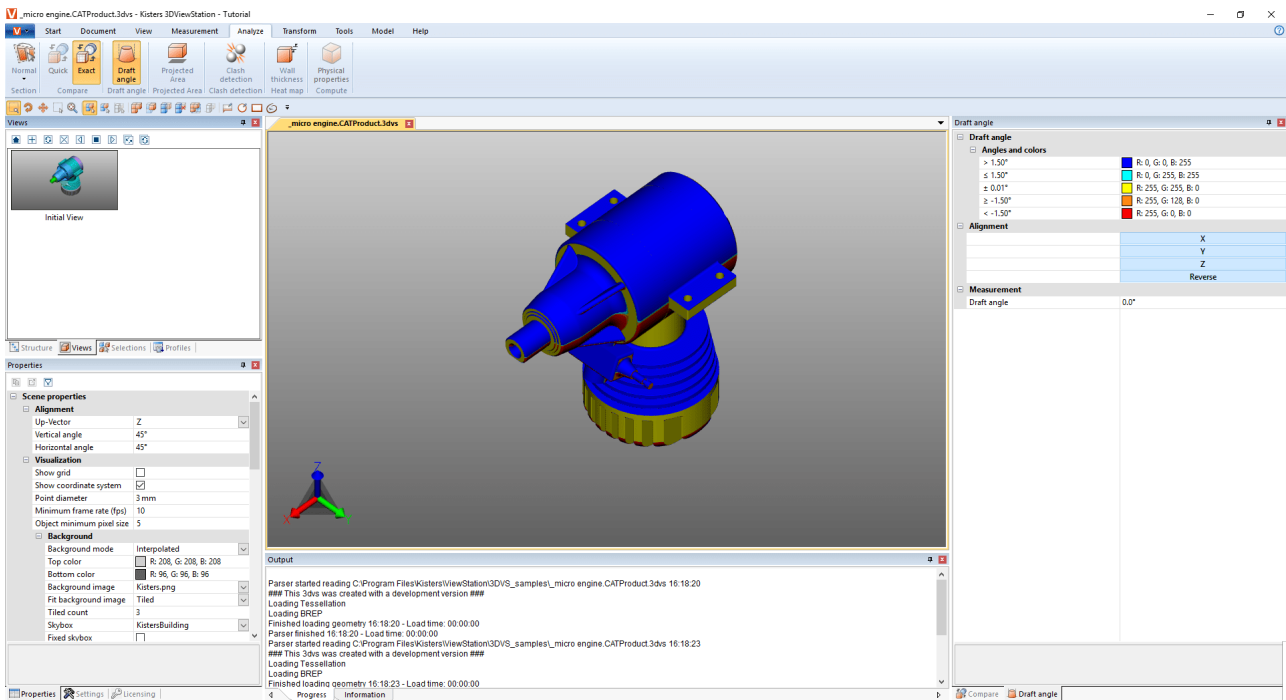 _micro engine.CATProduct.3dvs - Kisters 3DViewStation - Tutorial
Start Document View Measurement Analyze Transform Tools Model Help
Normal Quick Exact Draft angle Projected Area Clash detection Wall thickness Physical properties
Section Compare Draft angle Projected Area Clash detection Heat map Compute
Views
Initial View
Structure Views Selections Profiles
Properties
Scene properties
Alignment
Up-Vector Z
Vertical angle 45°
Horizontal angle 45°
Visualization
Show grid
Show coordinate system
Point diameter 3 mm
Minimum frame rate (fps) 10
Object minimum pixel size 5
Background
Background mode Interpolated
Top color R: 208, G: 208, B: 208
Bottom color R: 96, G: 96, B: 96
Background image Kisters.png
Fit background image Tiled
Tiled count 3
Skybox KistersBuilding
Fixed skybox
Properties Settings Licensing
_micro engine.CATProduct.3dvs
Z
X
Y
Output
Parser started reading C:\Program Files\Kisters\ViewStation\3DVS_samples\_micro engine.CATProduct.3dvs 16:18:20
### This 3dvs was created with a development version ###
Loading Tessellation
Loading BREP
Finished loading geometry 16:18:20 - Load time: 00:00:00
Parser finished 16:18:20 - Load time: 00:00:00
Parser started reading C:\Program Files\Kisters\ViewStation\3DVS_samples\_micro engine.CATProduct.3dvs 16:18:23
### This 3dvs was created with a development version ###
Loading Tessellation
Loading BREP
Finished loading geometry 16:18:23 - Load time: 00:00:00
Progress Information
Draft angle
Draft angle
Angles and colors
> 1.50° R: 0, G: 0, B: 255
≤ 1.50° R: 0, G: 255, B: 255
± 0.01° R: 255, G: 255, B: 0
≥ -1.50° R: 255, G: 128, B: 0
< -1.50° R: 255, G: 0, B: 0
Alignment
X
Y
Z
Reverse
Measurement
Draft angle 0.0°
Compare Draft angle